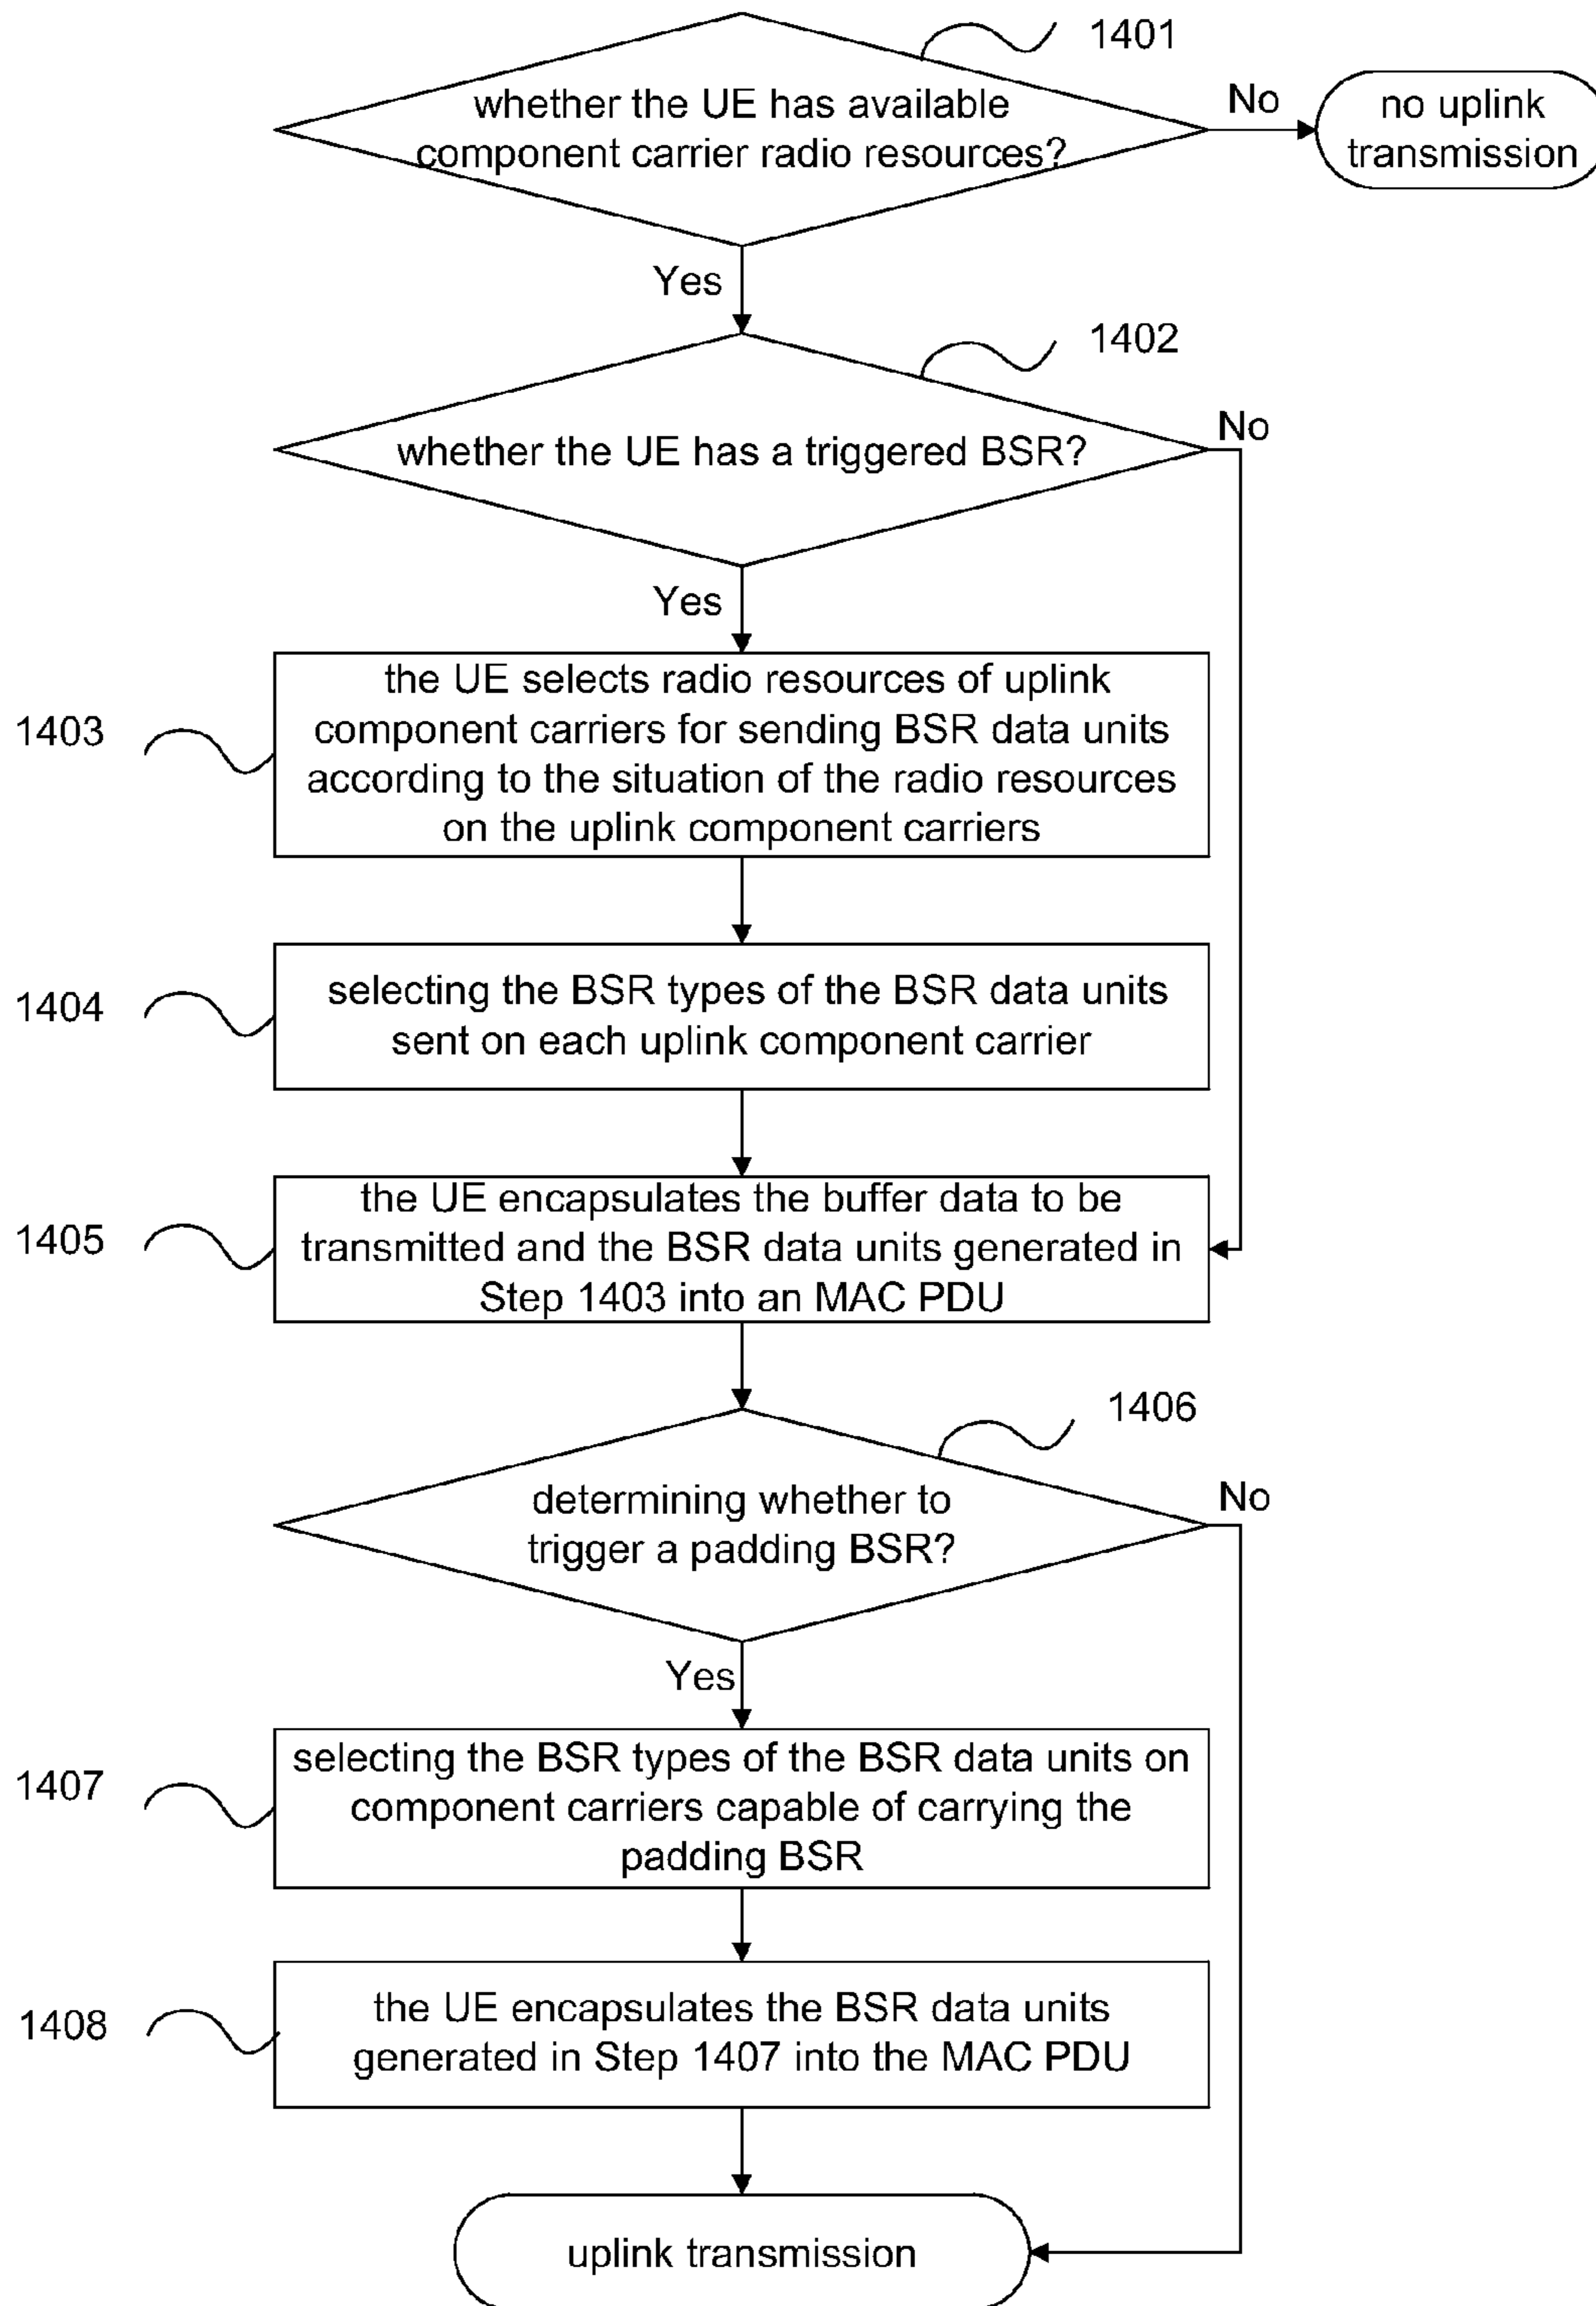 1401
whether the UE has available
component carrier radio resources?
No
no uplink
transmission
Yes
1402
whether the UE has a triggered BSR?
No
Yes
1403
the UE selects radio resources of uplink
component carriers for sending BSR data units
according to the situation of the radio resources
on the uplink component carriers
1404
selecting the BSR types of the BSR data units
sent on each uplink component carrier
1405
the UE encapsulates the buffer data to be
transmitted and the BSR data units generated in
Step 1403 into an MAC PDU
1406
determining whether to
trigger a padding BSR?
No
Yes
1407
selecting the BSR types of the BSR data units on
component carriers capable of carrying the
padding BSR
1408
the UE encapsulates the BSR data units
generated in Step 1407 into the MAC PDU
uplink transmission